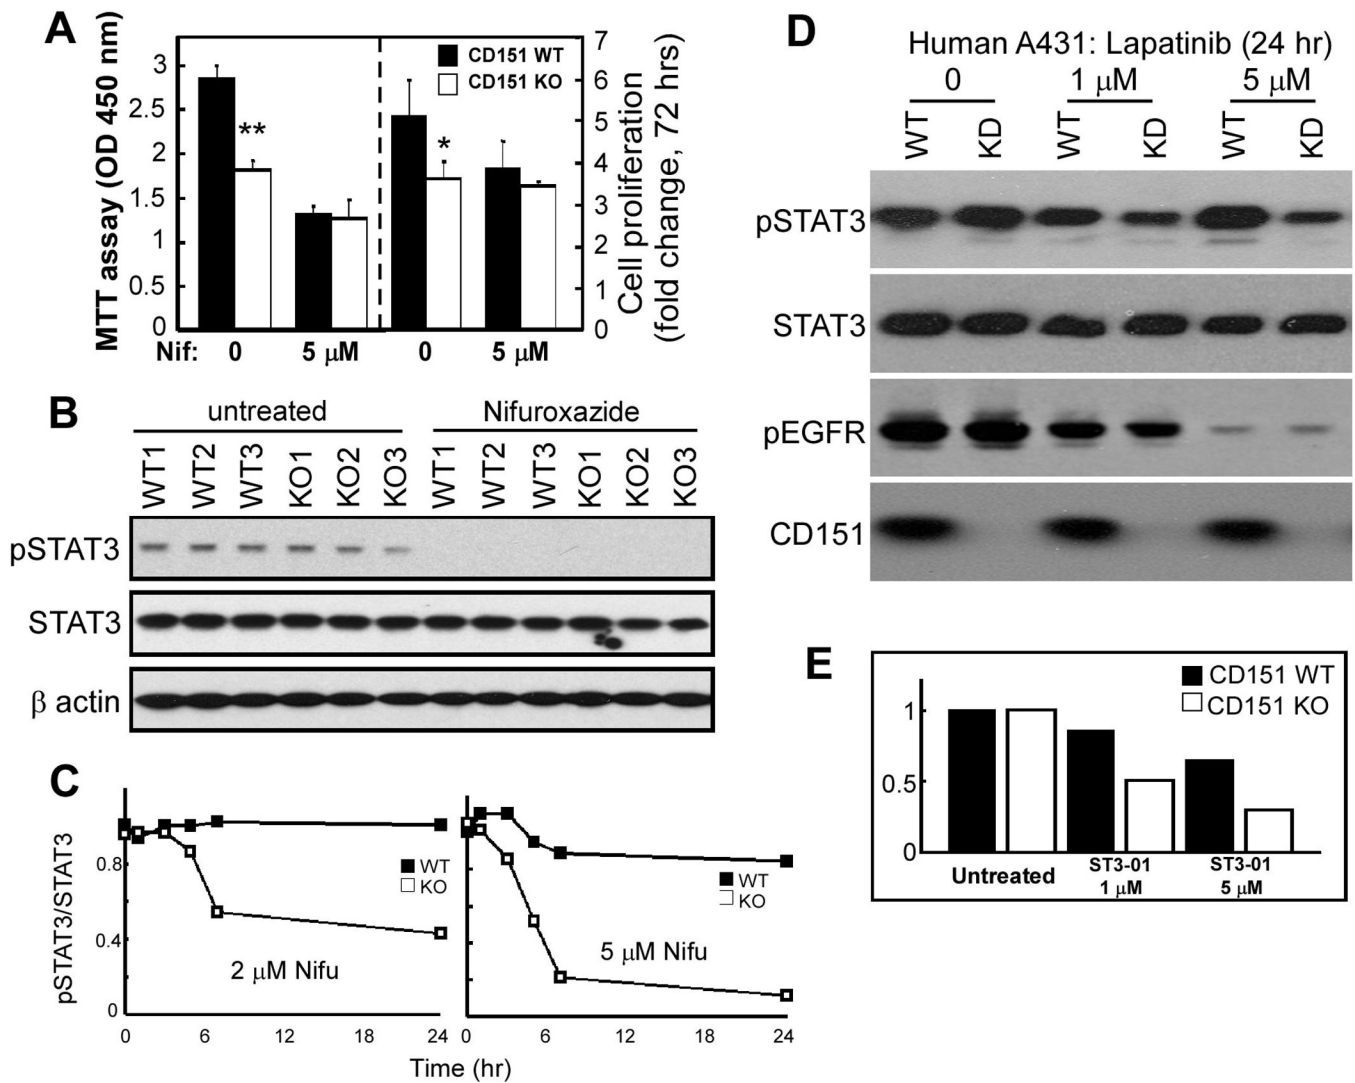 A
MTT assay (OD 450 nm)
3
2.5
2
1.5
1
0.5
0
**
*
CD151 WT
CD151 KO
7
6
5
4
3
2
1
0
Cell proliferation
(fold change, 72 hrs)
Nif: 0 5 μM 0 5 μM
B
untreated Nifuroxazide
WT1 WT2 WT3 KO1 KO2 KO3 WT1 WT2 WT3 KO1 KO2 KO3
pSTAT3
STAT3
β actin
C
pSTAT3/STAT3
0.8
0.4
0
WT
KO
2 μM Nifu
0 6 12 18 24
WT
KO
5 μM Nifu
0 6 12 18 24
Time (hr)
D
Human A431: Lapatinib (24 hr)
0 1 μM 5 μM
WT KD WT KD WT KD
pSTAT3
STAT3
pEGFR
CD151
E
CD151 WT
CD151 KO
1
0.5
0
Untreated ST3-01 ST3-01
1 μM 5 μM